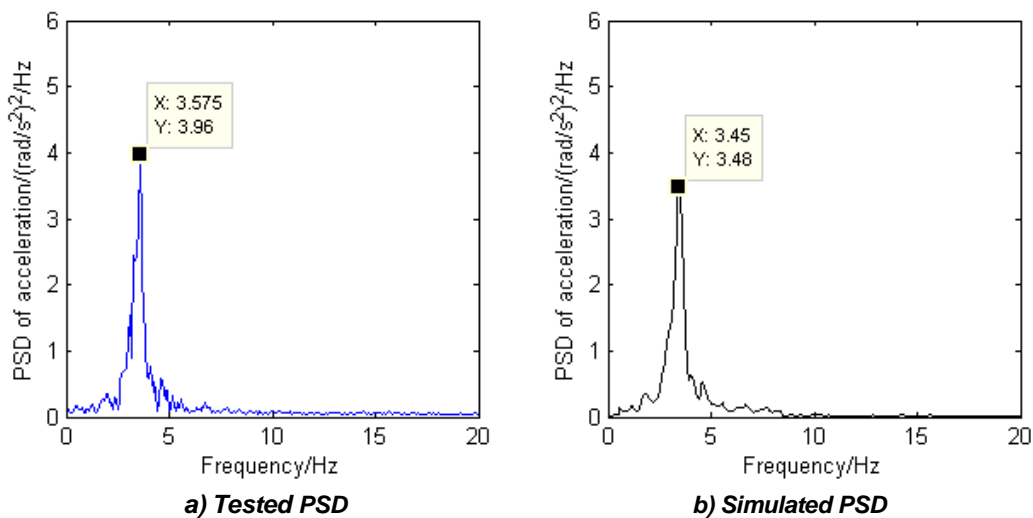 PSD of acceleration/(rad/s²)²/Hz
6
5
4
3
2
1
0
X: 3.575
Y: 3.96
0 5 10 15 20
Frequency/Hz
a) Tested PSD
PSD of acceleration/(rad/s²)²/Hz
6
5
4
3
2
1
0
X: 3.45
Y: 3.48
0 5 10 15 20
Frequency/Hz
b) Simulated PSD